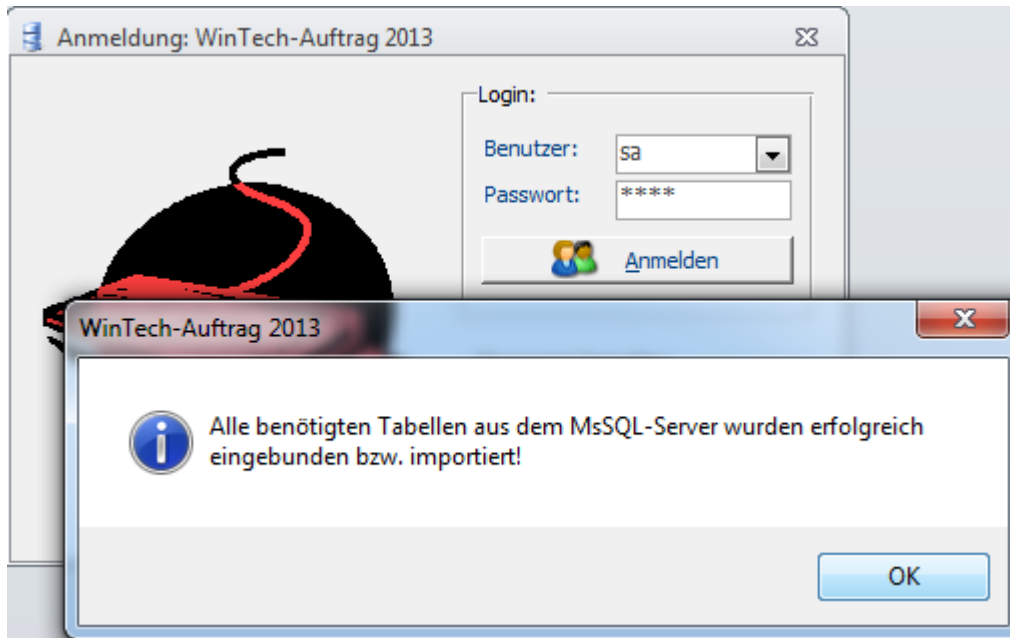 Anmeldung: WinTech-Auftrag 2013
Login:
Benutzer: sa
Passwort: ****
Anmelden
WinTech-Auftrag 2013
Alle benötigten Tabellen aus dem MsSQL-Server wurden erfolgreich
eingebunden bzw. importiert!
OK